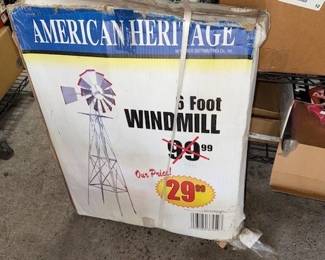 AMERICAN HERITAGE
6 Foot
WINDMILL
99.99
Our Price!
29.99